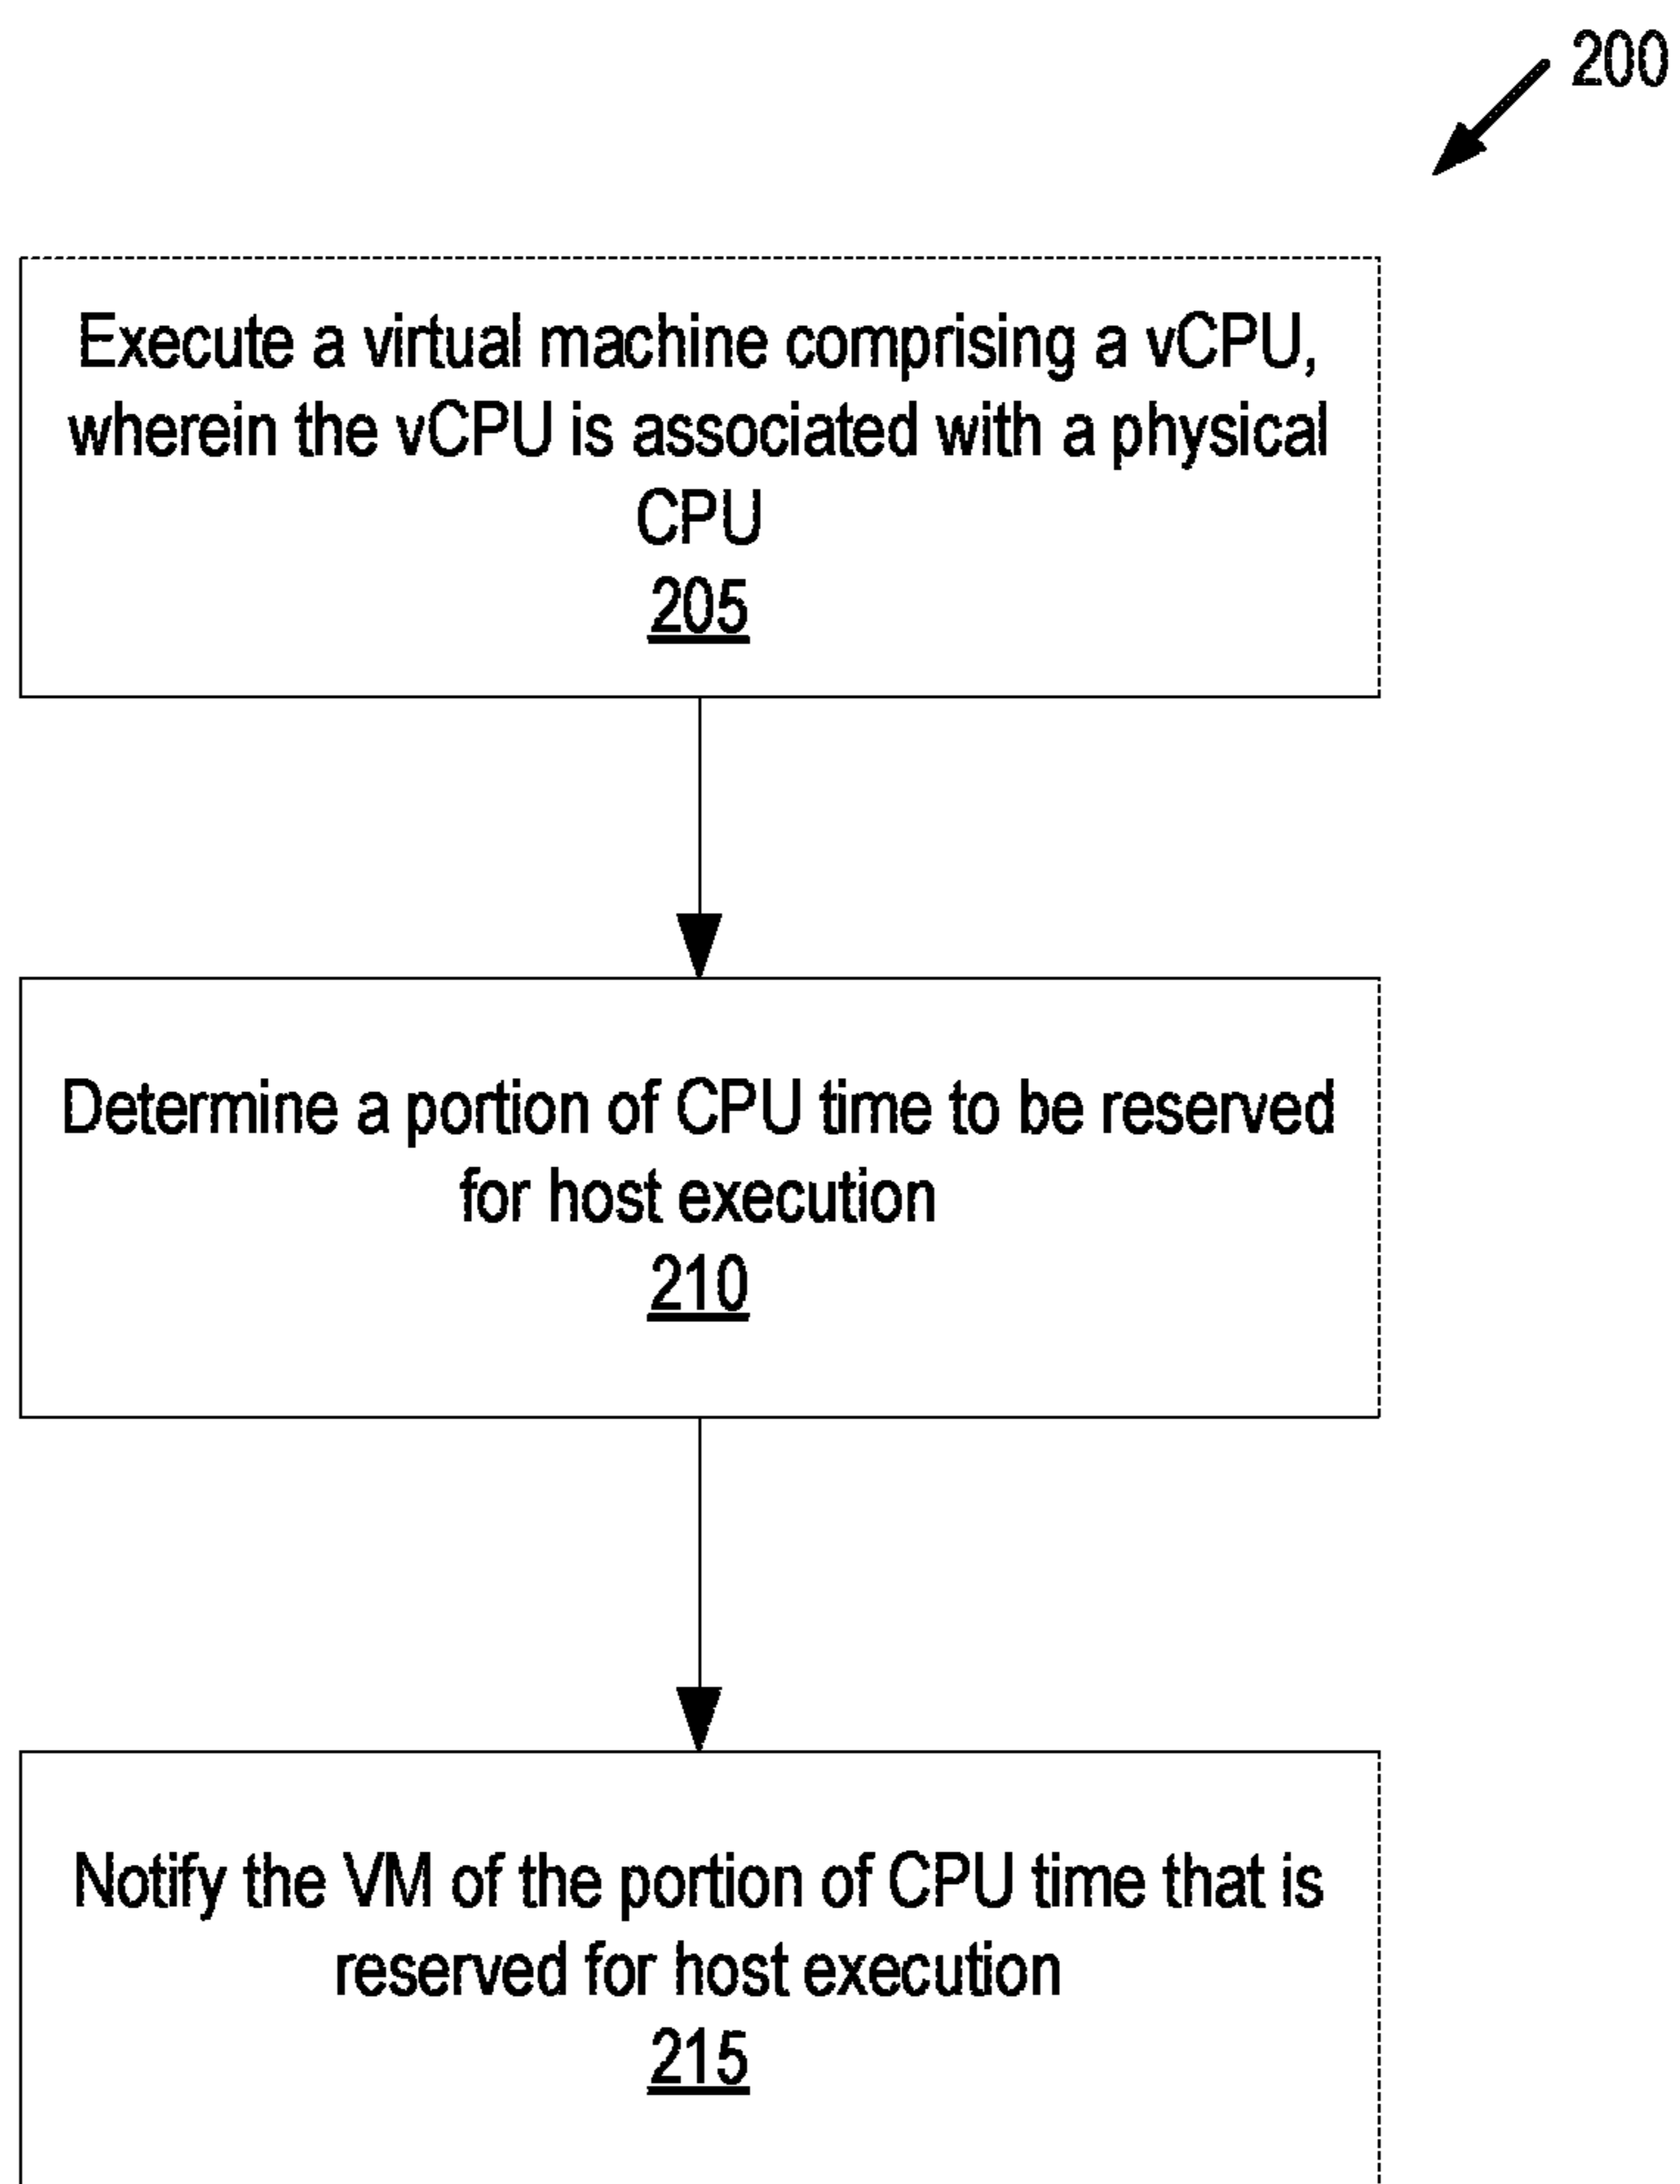 200
Execute a virtual machine comprising a vCPU,
wherein the vCPU is associated with a physical
CPU
205
Determine a portion of CPU time to be reserved
for host execution
210
Notify the VM of the portion of CPU time that is
reserved for host execution
215